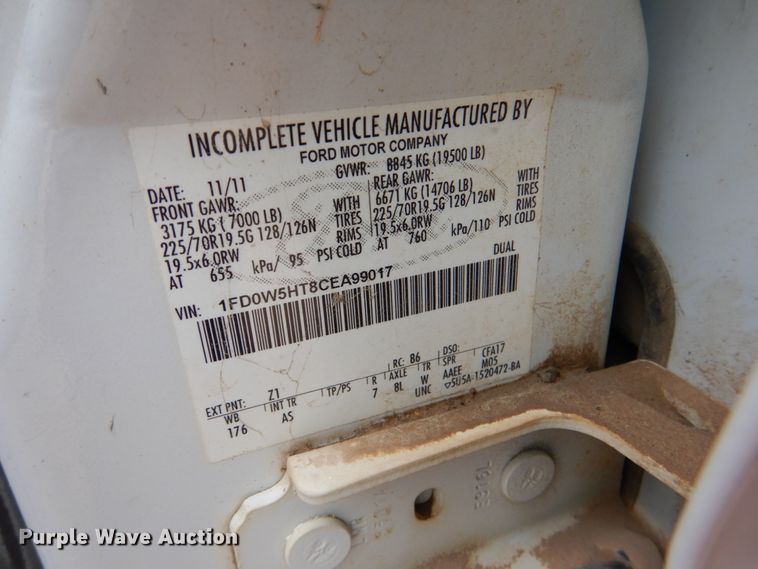 INCOMPLETE VEHICLE MANUFACTURED BY
FORD MOTOR COMPANY
DATE: 11/11 GVWR: 8845 KG (19500 LB)
FRONT GAWR: REAR GAWR:
3175 KG (7000 LB) WITH 6671 KG (14706 LB) WITH
225/70R19.5G 128/126N TIRES 225/70R19.5G 128/126N TIRES
19.5x6.0RW RIMS 19.5x6.0RW RIMS
AT 655 kPa/ 95 PSI COLD AT 760 kPa/110 PSI COLD
DUAL
VIN: 1FD0W5HT8CEA99017
EXT PNT: Z1 RC: 86 DSO:
WB INT TR TP/PS R AXLE TR SPR CFA17
176 AS 7 8L W AAEE M05
UNC 5U5A-1520472-BA
Purple Wave Auction